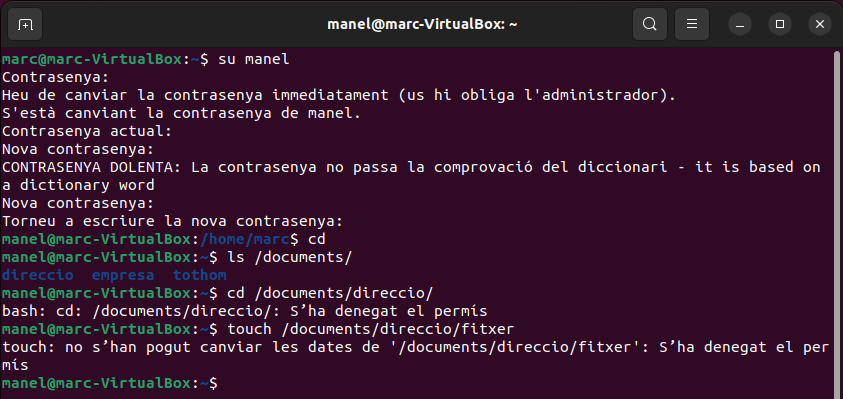 manel@marc-VirtualBox: ~
marc@marc-VirtualBox:~$ su manel
Contrasenya:
Heu de canviar la contrasenya immediatament (us hi obliga l'administrador).
S'està canviant la contrasenya de manel.
Contrasenya actual:
Nova contrasenya:
CONTRASENYA DOLENTA: La contrasenya no passa la comprovació del diccionari - it is based on
a dictionary word
Nova contrasenya:
Torneu a escriure la nova contrasenya:
manel@marc-VirtualBox:/home/marc$ cd
manel@marc-VirtualBox:~$ ls /documents/
direccio  empresa  tothom
manel@marc-VirtualBox:~$ cd /documents/direccio/
bash: cd: /documents/direccio/: S’ha denegat el permís
manel@marc-VirtualBox:~$ touch /documents/direccio/fitxer
touch: no s’han pogut canviar les dates de '/documents/direccio/fitxer': S’ha denegat el per
mís
manel@marc-VirtualBox:~$